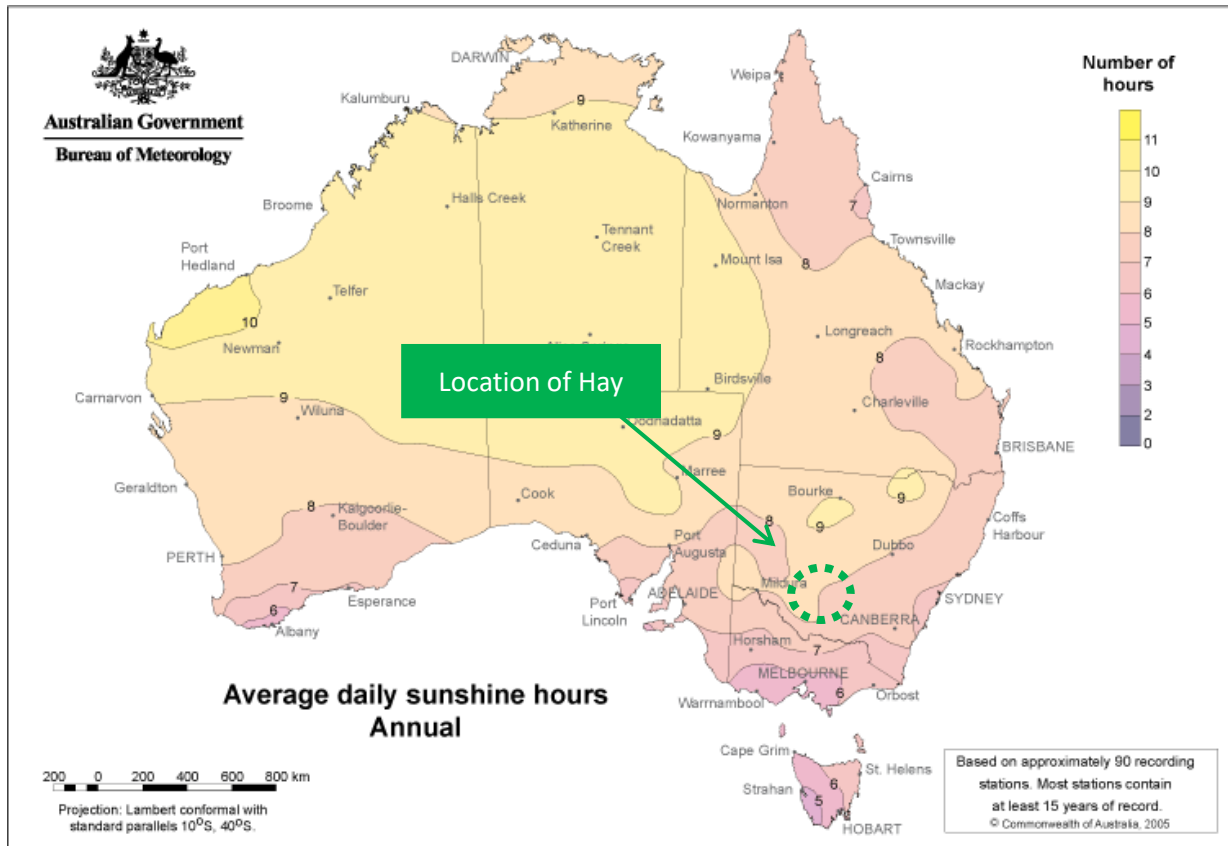 Australian Government
Bureau of Meteorology
DARWIN
Weipa
Kalumburu
9
Katherine
Kowanyama
Number of
hours
11
10
9
8
7
6
5
4
3
2
0
Cairns
7
Halls Creek
Normanton
Broome
Tennant
Creek
Townsville
Port
Hedland
Mount Isa
8
Mackay
Telfer
10
Newman
Longreach
Rockhampton
8
Location of Hay
Birdsville
Carnarvon
9
Wiluna
Charleville
Oodnadatta
9
BRISBANE
Marree
Geraldton
Bourke
9
Cook
8
Kalgoorlie-
Boulder
8
9
Coffs
Harbour
Port
Augusta
Ceduna
Dubbo
PERTH
Mildura
ADELAIDE
7
Esperance
Port
Lincoln
SYDNEY
6
Albany
CANBERRA
Horsham
7
MELBOURNE
Average daily sunshine hours
Annual
Warrnambool
6
Orbost
Cape Grim
St. Helens
6
Strahan
5
HOBART
200 0 200 400 600 800 km
Projection: Lambert conformal with
standard parallels 10°S, 40°S.
Based on approximately 90 recording
stations. Most stations contain
at least 15 years of record.
© Commonwealth of Australia, 2005